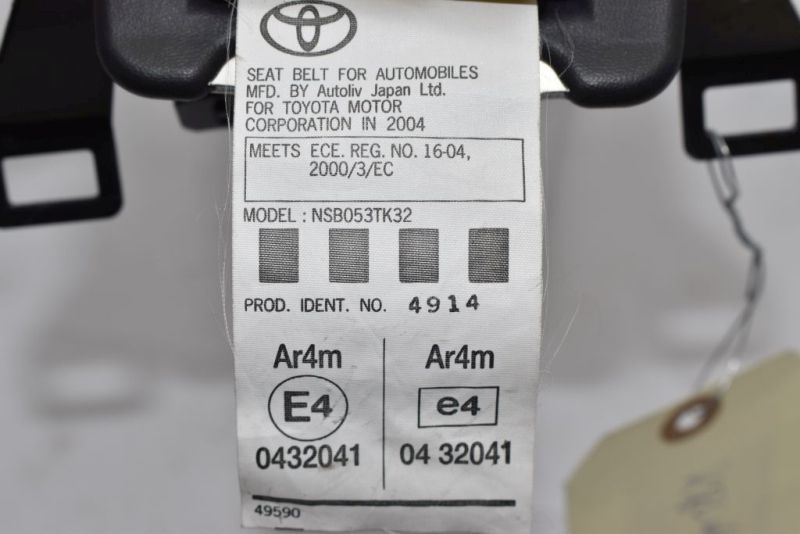 SEAT BELT FOR AUTOMOBILES
MFD. BY Autoliv Japan Ltd.
FOR TOYOTA MOTOR
CORPORATION IN 2004
MEETS ECE. REG. NO. 16-04,
2000/3/EC
MODEL : NSB053TK32
PROD. IDENT. NO. 4914
Ar4m Ar4m
E4 e4
0432041 04 32041
49590